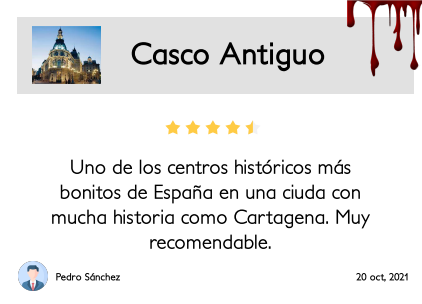 Casco Antiguo
Uno de los centros históricos más
bonitos de España en una ciuda con
mucha historia como Cartagena. Muy
recomendable.
Pedro Sánchez
20 oct, 2021